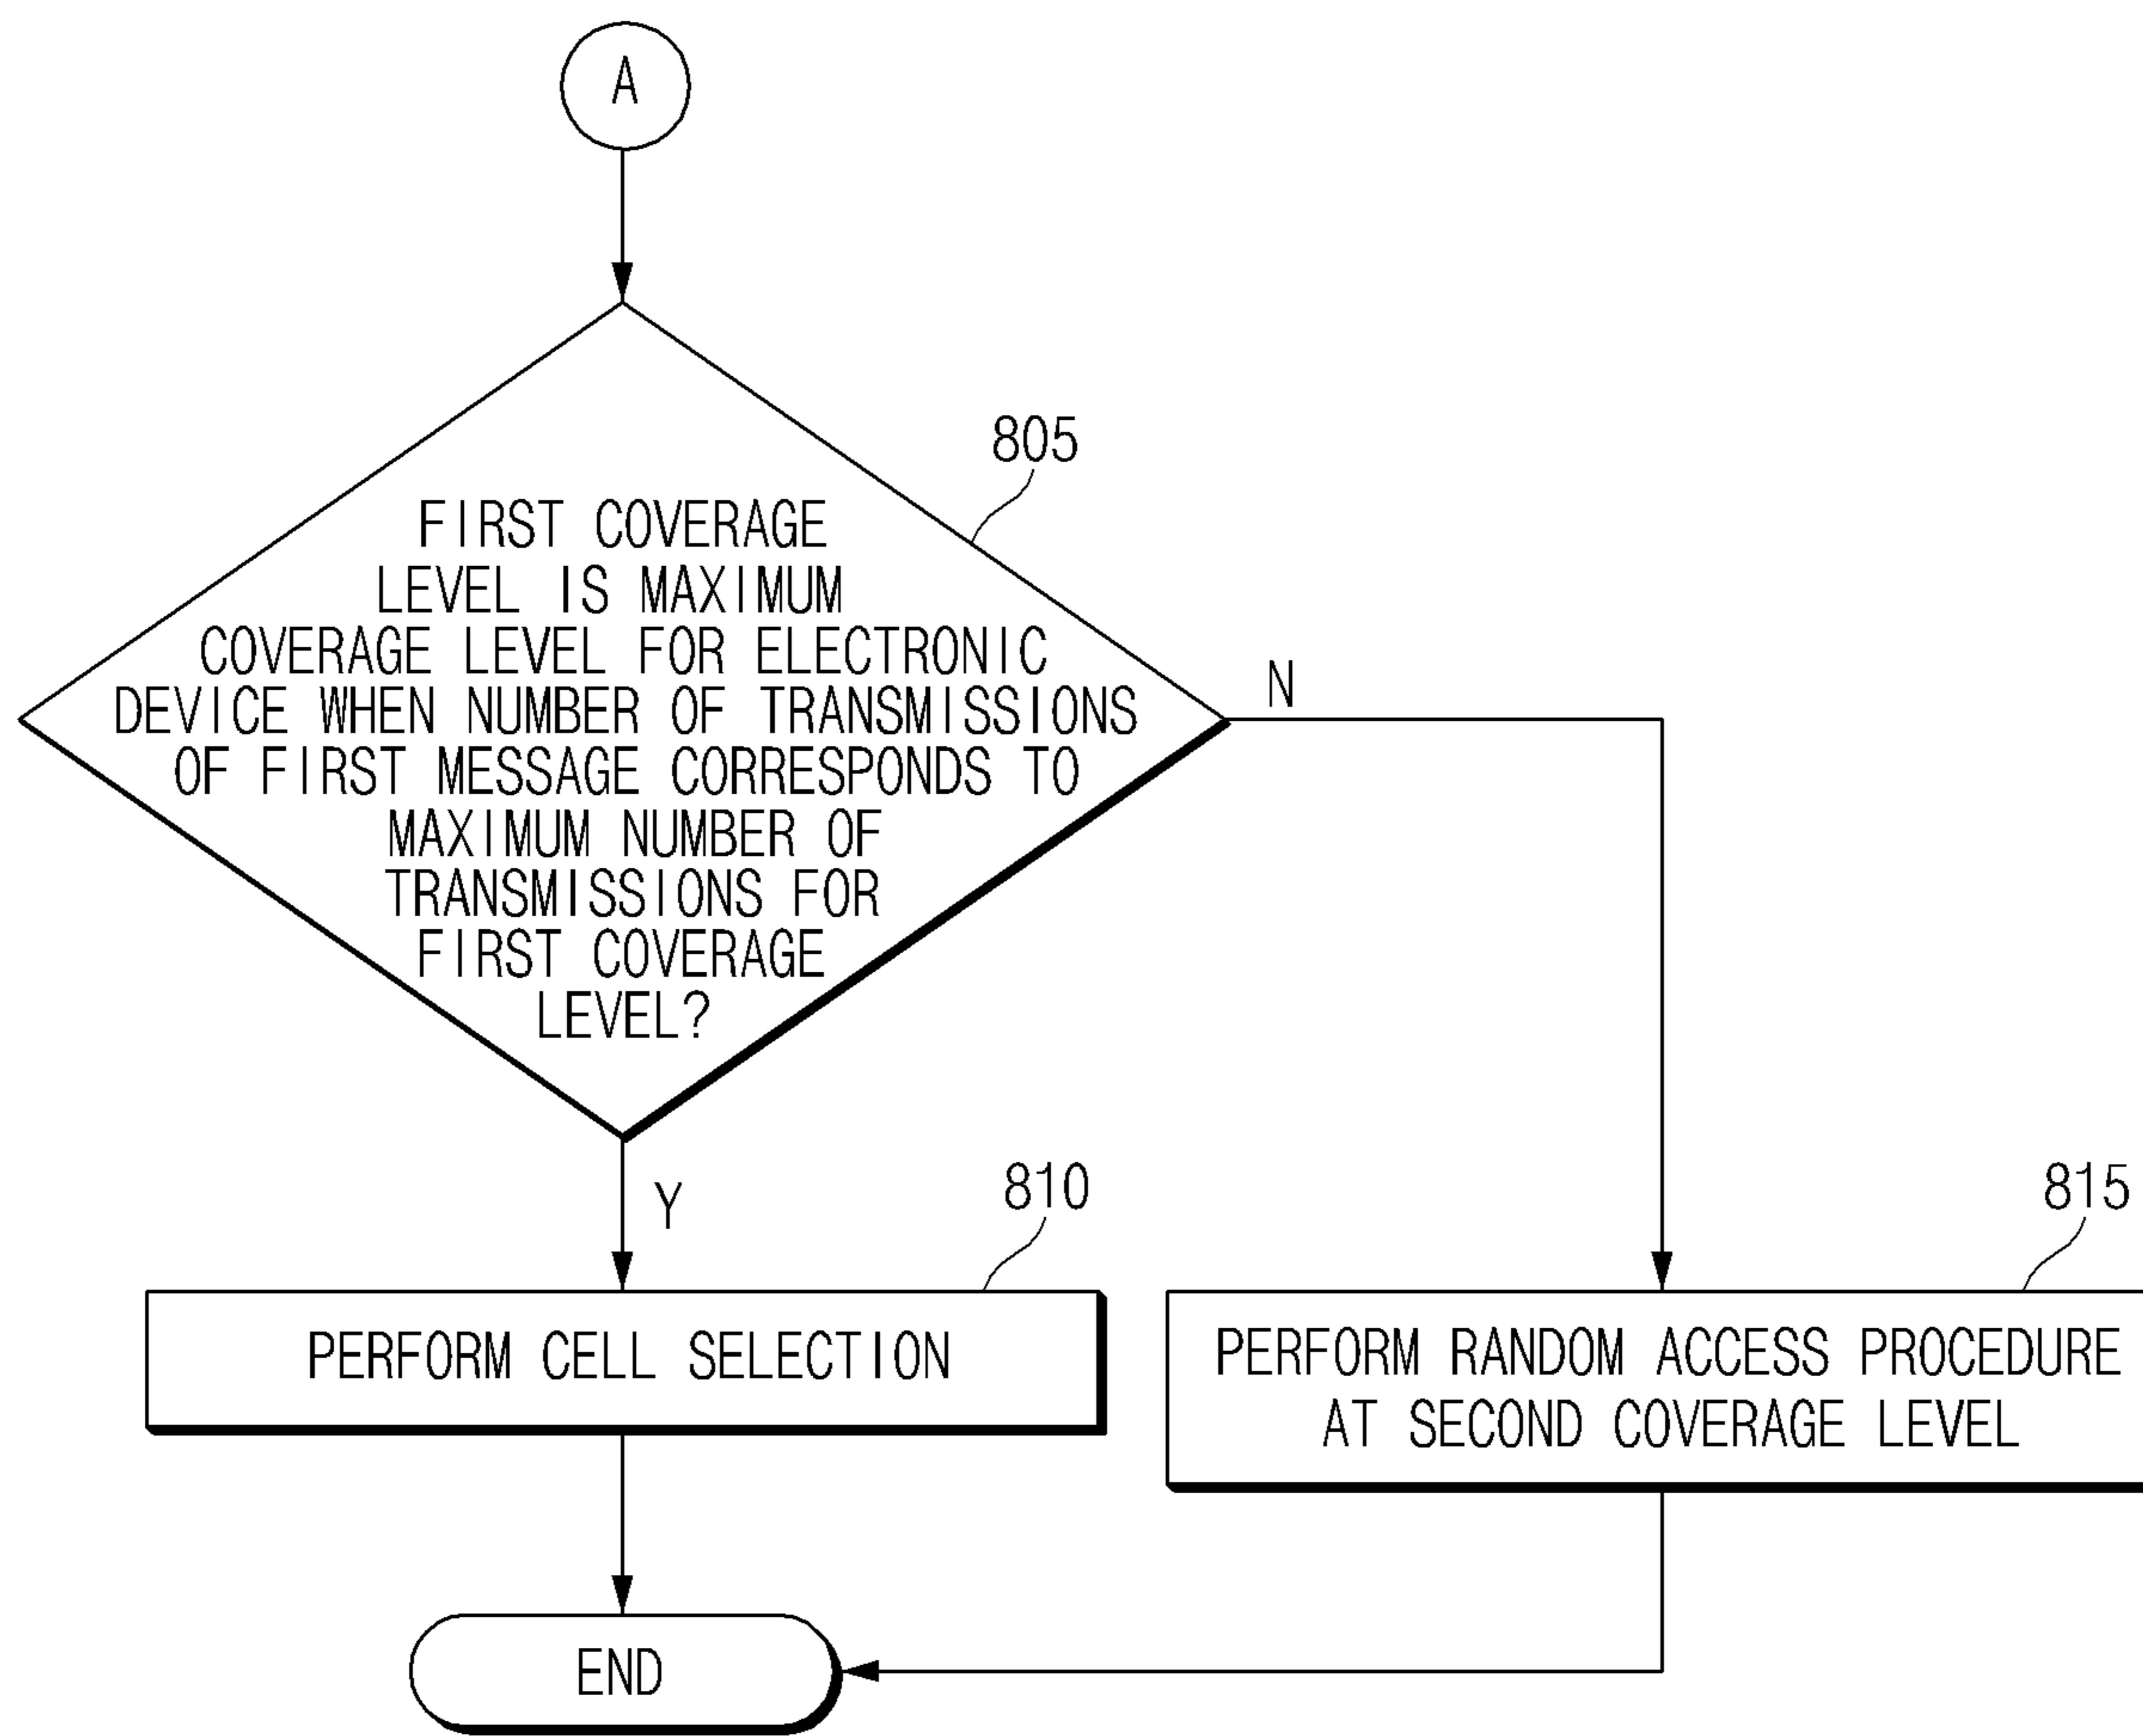 A
805
FIRST COVERAGE
LEVEL IS MAXIMUM
COVERAGE LEVEL FOR ELECTRONIC
DEVICE WHEN NUMBER OF TRANSMISSIONS
OF FIRST MESSAGE CORRESPONDS TO
MAXIMUM NUMBER OF
TRANSMISSIONS FOR
FIRST COVERAGE
LEVEL?
N
Y
810
815
PERFORM CELL SELECTION
PERFORM RANDOM ACCESS PROCEDURE
AT SECOND COVERAGE LEVEL
END